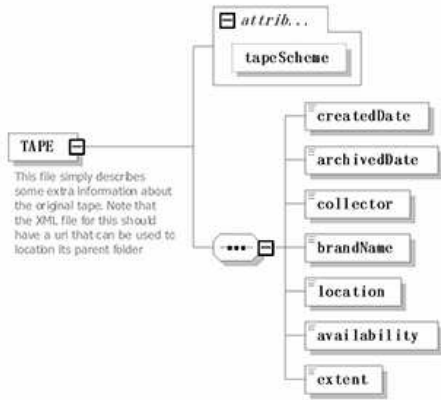 attrib...
tapeScheme
TAPE
This file simply describes
some extra information about
the original tape. Note that
the XML file for this should
have a uri that can be used to
location its parent folder
createdDate
archivedDate
collector
brandName
location
availability
extent